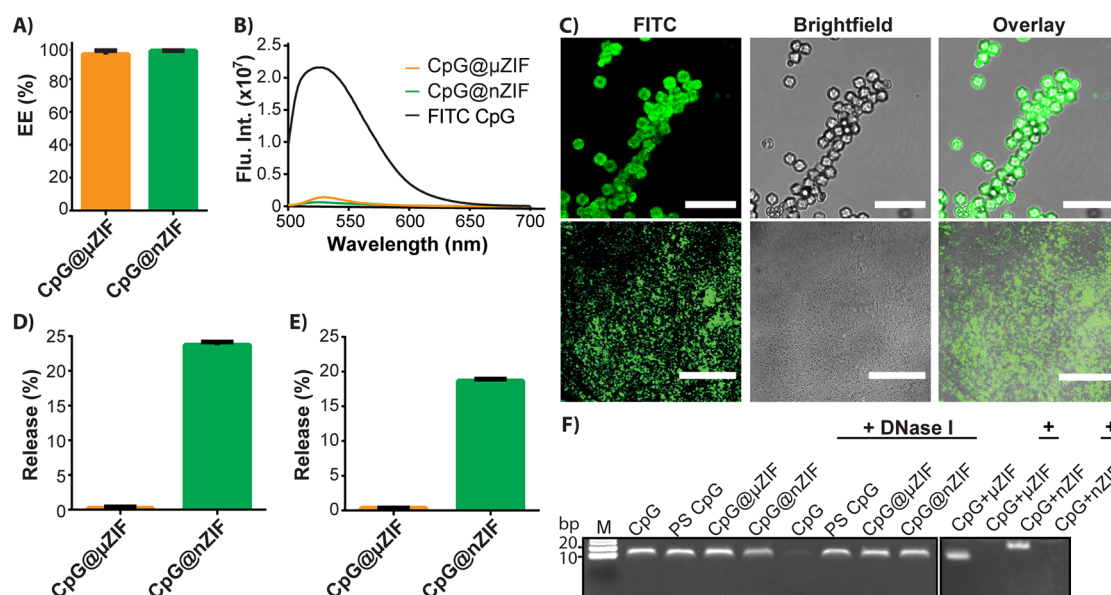 A)
EE (%)
100
80
60
40
20
0
CpG@µZIF
CpG@nZIF
B)
Flu. Int. (x10⁷)
2.5
2.0
1.5
1.0
0.5
0
500 550 600 650 700
Wavelength (nm)
CpG@µZIF
CpG@nZIF
FITC CpG
C)
FITC Brightfield Overlay
D)
Release (%)
25
20
15
10
5
0
CpG@µZIF
CpG@nZIF
E)
Release (%)
25
20
15
10
5
0
CpG@µZIF
CpG@nZIF
F)
+ DNase I + +
bp M CpG PS CpG CpG@µZIF CpG@nZIF CpG PS CpG CpG@µZIF CpG@nZIF CpG+µZIF CpG+µZIF CpG+nZIF CpG+nZIF
20
10